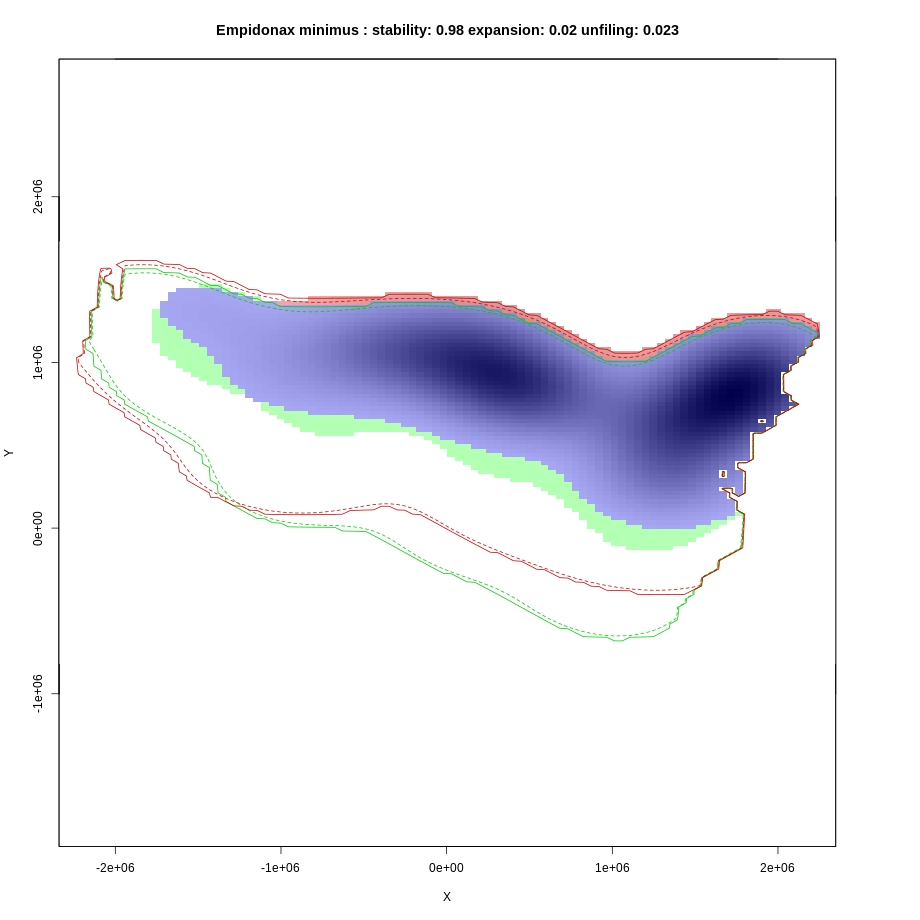 Empidonax minimus : stability: 0.98 expansion: 0.02 unfiling: 0.023
2e+06
1e+06
0e+00
-1e+06
Y
-2e+06 -1e+06 0e+00 1e+06 2e+06
X